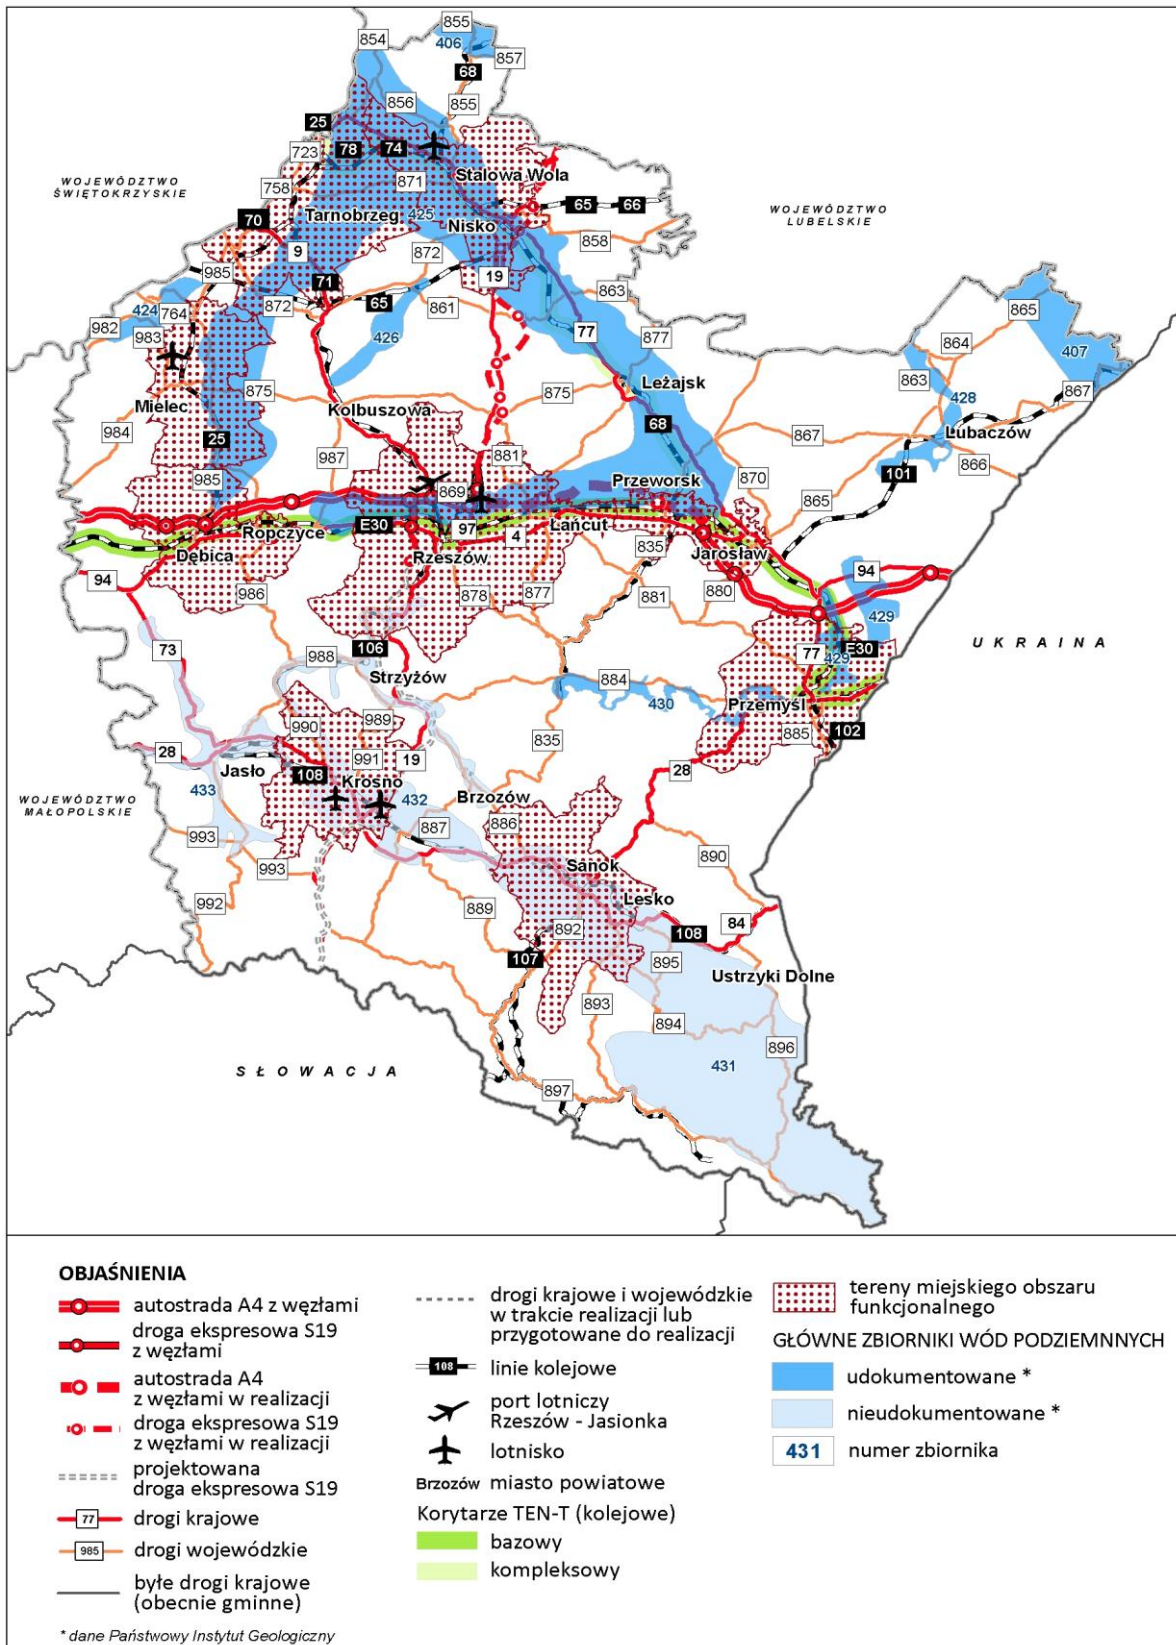 855
854
406
857
68
856
855
25
723
78
74
Stalowa Wola
WOJEWÓDZTWO
ŚWIĘTOKRZYSKIE
758
871
65
66
WOJEWÓDZTWO
LUBELSKIE
Tarnobrzeg
425
70
Nisko
858
9
872
985
71
19
863
865
872
65
861
424
764
982
983
426
77
877
864
407
863
867
875
875
Leżajsk
428
Mielec
Kolbuszowa
984
25
68
867
Lubaczów
881
987
866
985
101
869
Przeworsk
870
865
E30
97
Łańcut
Ropczyce
4
835
Dębica
Rzeszów
Jarosław
94
94
986
878
877
881
880
429
UKRAINA
73
106
988
77
E30
429
Strzyżów
884
430
Przemyśl
990
989
885
102
28
991
19
835
Jasło
108
28
Krosno
433
432
Brzozów
WOJEWÓDZTWO
MAŁOPOLSKIE
887
886
993
890
993
Sanok
992
889
Lesko
84
892
108
107
895
Ustrzyki Dolne
893
894
896
431
SŁOWACJA
897
OBJAŚNIENIA
autostrada A4 z węzłami
droga ekspresowa S19
z węzłami
autostrada A4
z węzłami w realizacji
droga ekspresowa S19
z węzłami w realizacji
projektowana
droga ekspresowa S19
77 drogi krajowe
985 drogi wojewódzkie
byłe drogi krajowe
(obecnie gminne)
* dane Państwowy Instytut Geologiczny
drogi krajowe i wojewódzkie
w trakcie realizacji lub
przygotowane do realizacji
108 linie kolejowe
port lotniczy
Rzeszów - Jasionka
lotnisko
Brzozów miasto powiatowe
Korytarze TEN-T (kolejowe)
bazowy
kompleksowy
tereny miejskiego obszaru
funkcjonalnego
GŁÓWNE ZBIORNIKI WÓD PODZIEMNNYCH
udokumentowane *
nieudokumentowane *
431 numer zbiornika